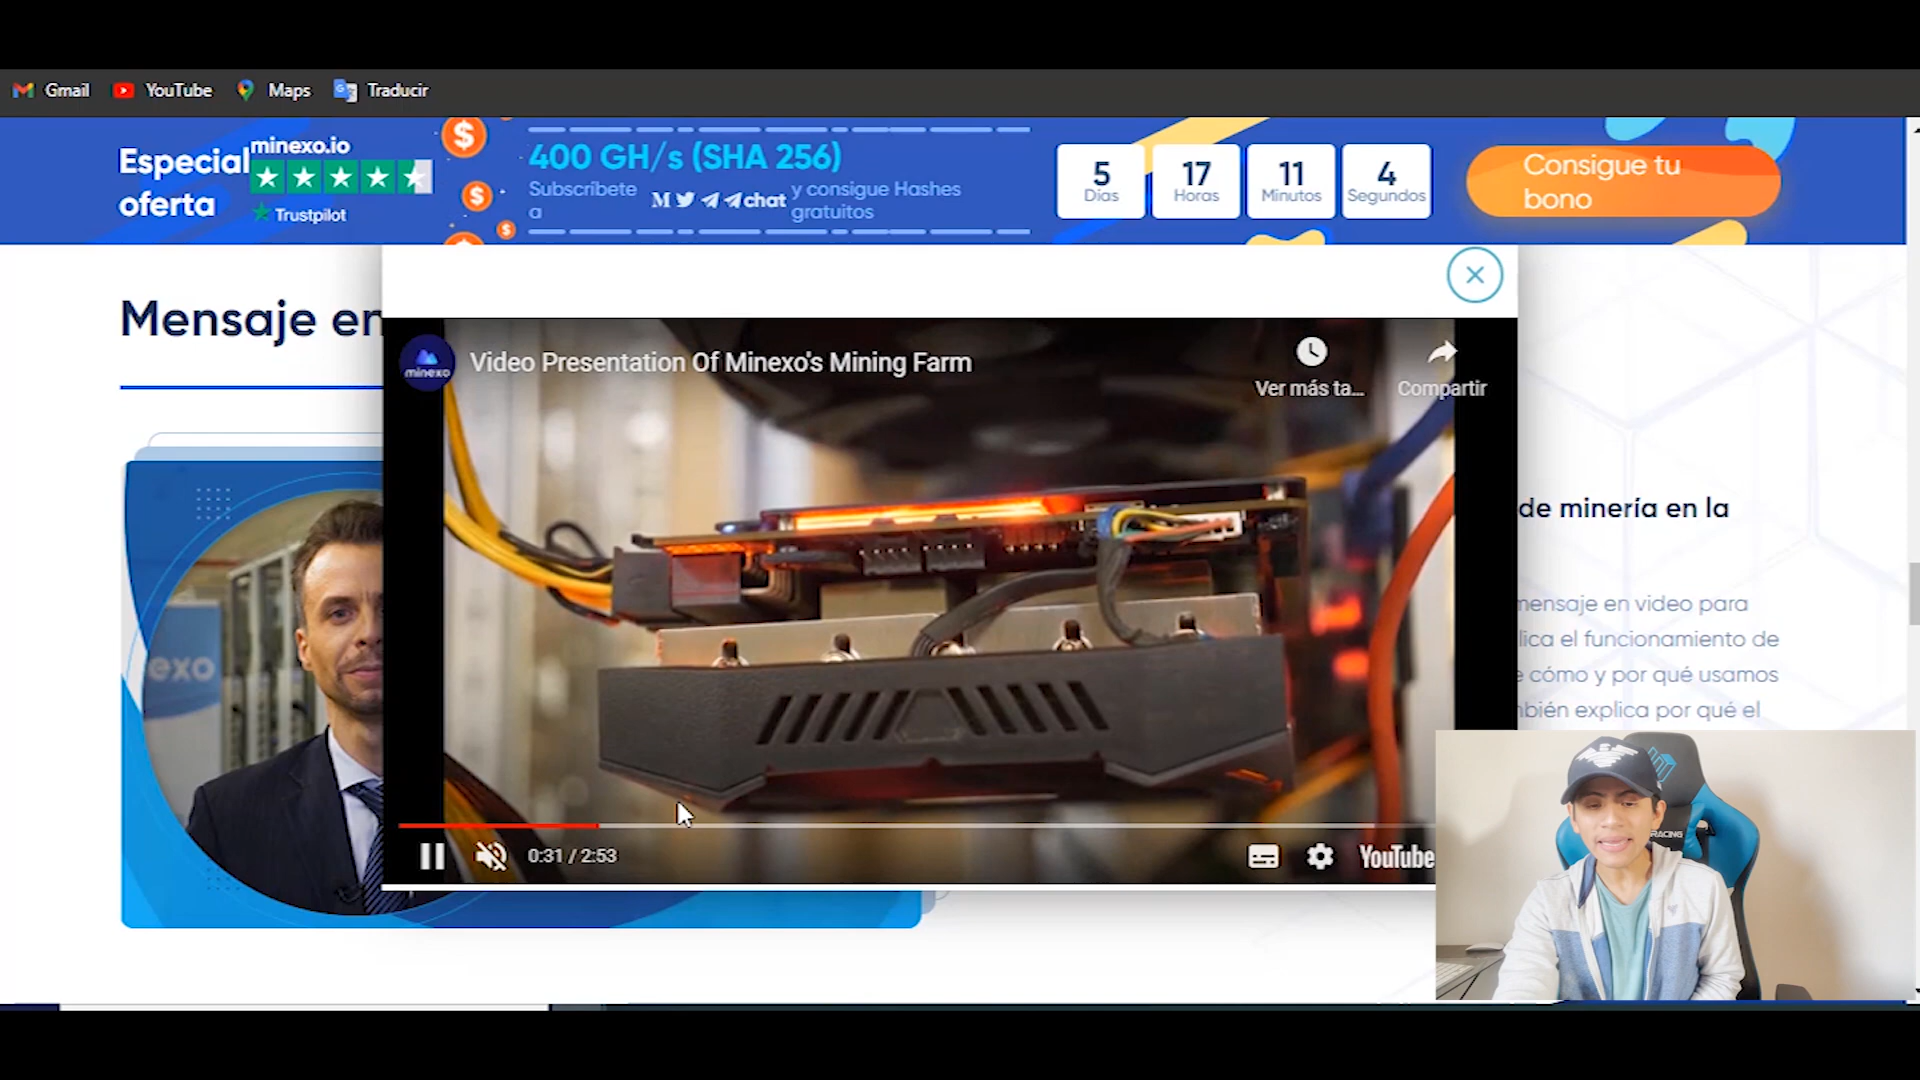 Gmail YouTube Maps Traducir
Especial oferta
minexo.io
Trustpilot
400 GH/s (SHA 256)
Subscríbete a
chat
y consigue Hashes gratuitos
5 Días
17 Horas
11 Minutos
4 Segundos
Consigue tu bono
Mensaje en
minexo
Video Presentation Of Minexo's Mining Farm
Ver más ta...
Compartir
de minería en la
mensaje en video para
lica el funcionamiento de
e cómo y por qué usamos
mbién explica por qué el
exo
0:31 / 2:53
YouTube
RACING